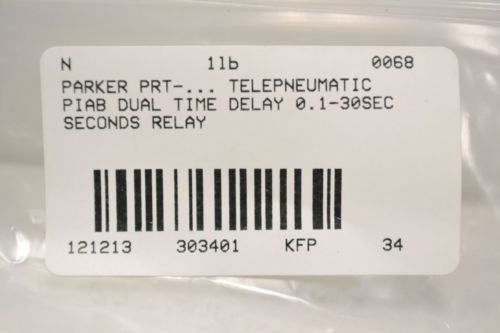 N 1lb 0068
PARKER PRT-... TELEPNEUMATIC
PIAB DUAL TIME DELAY 0.1-30SEC
SECONDS RELAY
121213 303401 KFP 34